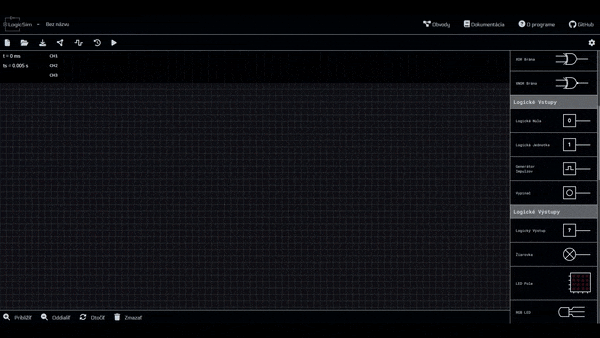 LogicSim
Bez názvu
Obvody
Dokumentácia
O programe
GitHub
t = 0 ms
ts = 0.005 s
CH1
CH2
CH3
XOR Brána
XNOR Brána
Logické Vstupy
Logická Nula
0
Logická Jednotka
1
Generátor
Impulzov
Vypínač
Logické Výstupy
Logický Výstup
?
Žiarovka
LED Pole
RGB LED
Priblížiť
Oddialiť
Otočiť
Zmazať